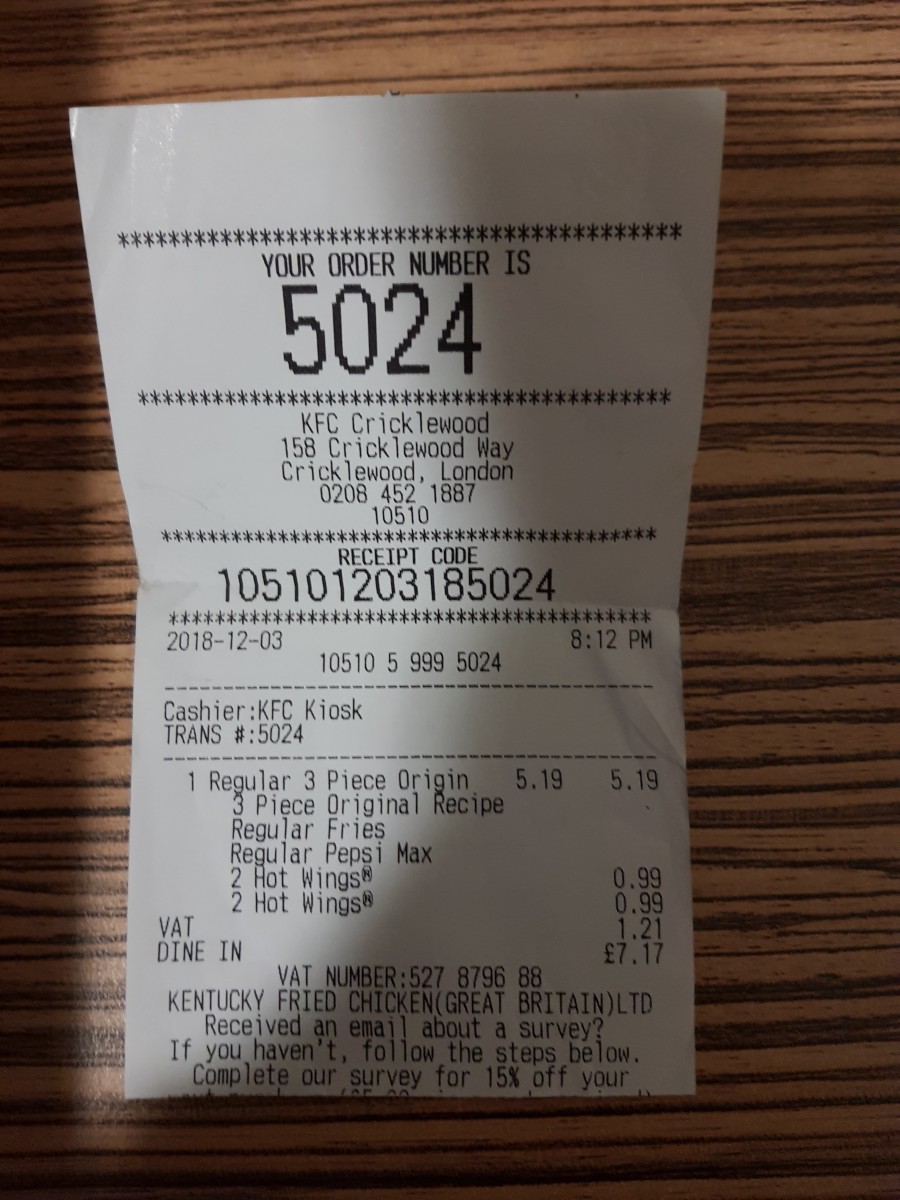 ******************************************
YOUR ORDER NUMBER IS
5024
******************************************
KFC Cricklewood
158 Cricklewood Way
Cricklewood, London
0208 452 1887
10510
******************************************
RECEIPT CODE
105101203185024
******************************************
2018-12-03 8:12 PM
10510 5 999 5024
------------------------------------------
Cashier:KFC Kiosk
TRANS #:5024
------------------------------------------
1 Regular 3 Piece Origin 5.19 5.19
3 Piece Original Recipe
Regular Fries
Regular Pepsi Max
2 Hot Wings® 0.99
2 Hot Wings® 0.99
VAT 1.21
DINE IN £7.17
VAT NUMBER:527 8796 88
KENTUCKY FRIED CHICKEN(GREAT BRITAIN)LTD
Received an email about a survey?
If you haven't, follow the steps below.
Complete our survey for 15% off your